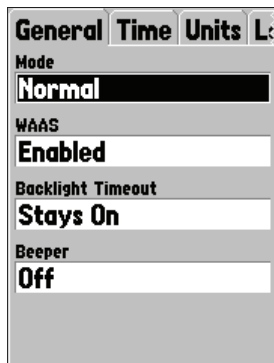 General Time Units
Mode
Normal
WAAS
Enabled
Backlight Timeout
Stays On
Beeper
Off